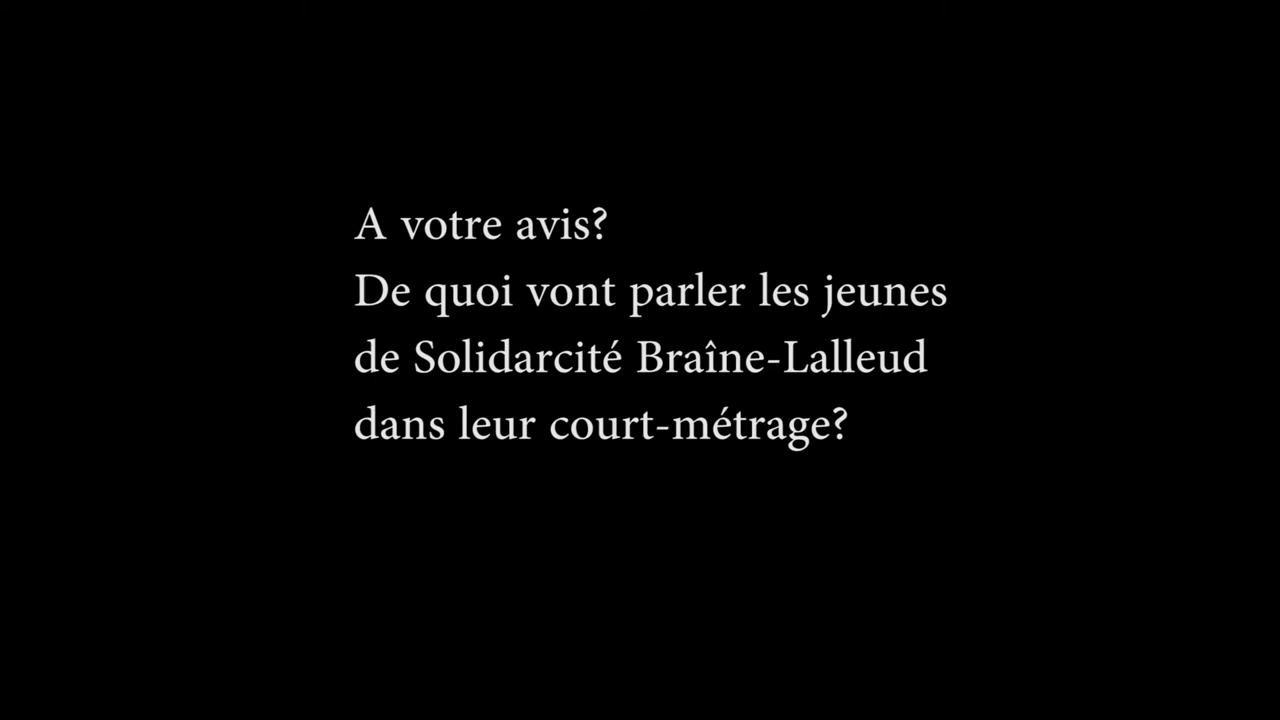 A votre avis?
De quoi vont parler les jeunes
de Solidarcité Braîne-Lalleud
dans leur court-métrage?